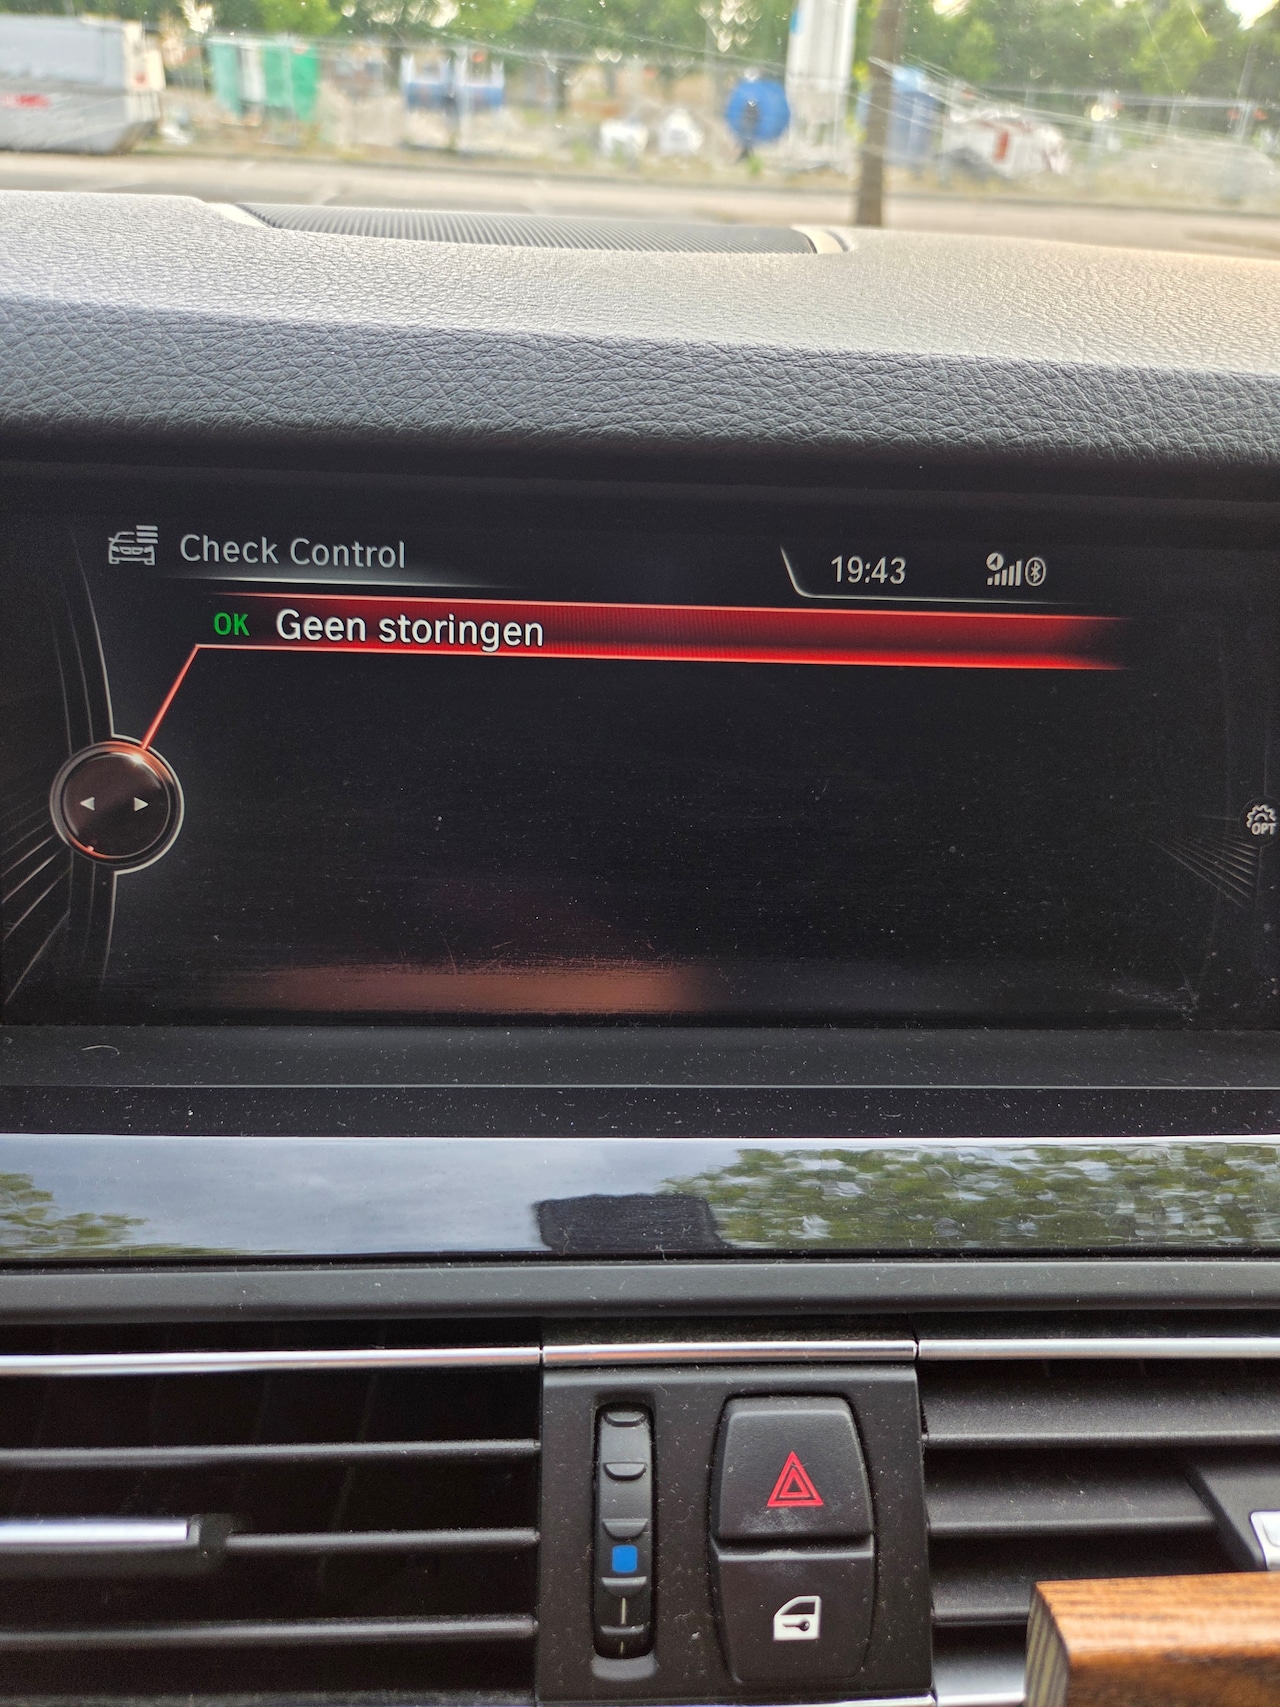 Check Control
19:43
OK Geen storingen
OPT